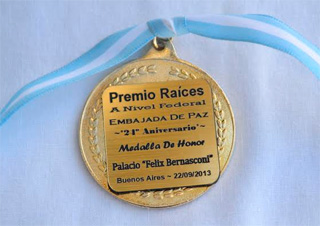 Premio Raíces
A Nivel Federal
EMBAJADA DE PAZ
~"24° Aniversario"~
Medalla De Honor
Palacio "Felix Bernasconi"
Buenos Aires ~ 22/09/2013